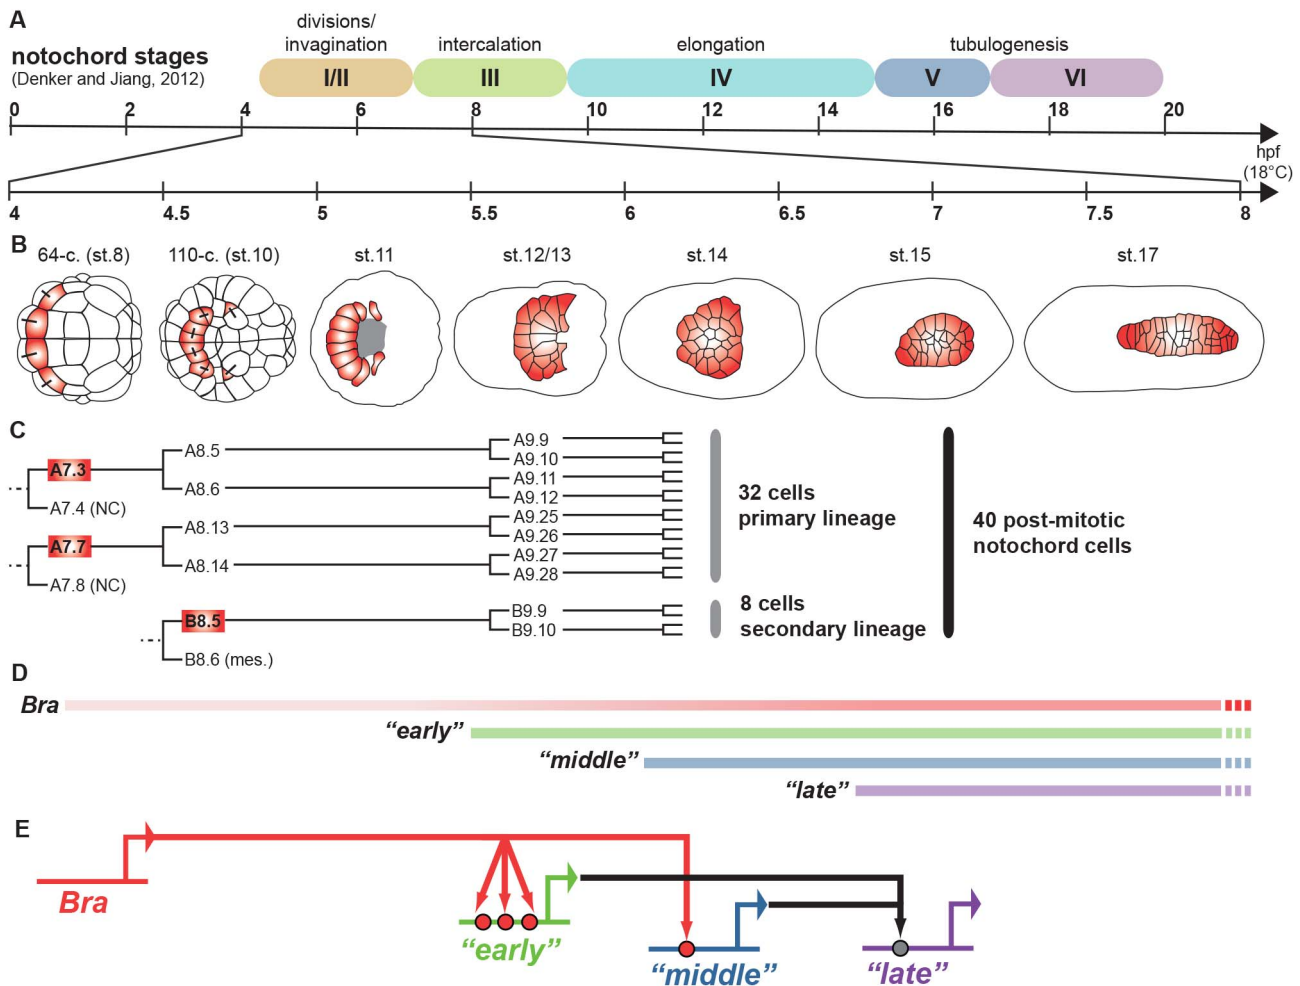 A
notochord stages
(Denker and Jiang, 2012)
divisions/
invagination
intercalation
elongation
tubulogenesis
I/II
III
IV
V
VI
0 2 4 6 8 10 12 14 16 18 20
hpf
(18°C)
4 4.5 5 5.5 6 6.5 7 7.5 8
B
64-c. (st.8) 110-c. (st.10) st.11 st.12/13 st.14 st.15 st.17
C
A7.3
A7.4 (NC)
A7.7
A7.8 (NC)
A8.5
A8.6
A8.13
A8.14
B8.5
B8.6 (mes.)
A9.9
A9.10
A9.11
A9.12
A9.25
A9.26
A9.27
A9.28
B9.9
B9.10
32 cells
primary lineage
8 cells
secondary lineage
40 post-mitotic
notochord cells
D
Bra
“early”
“middle”
“late”
E
Bra
“early”
“middle”
“late”